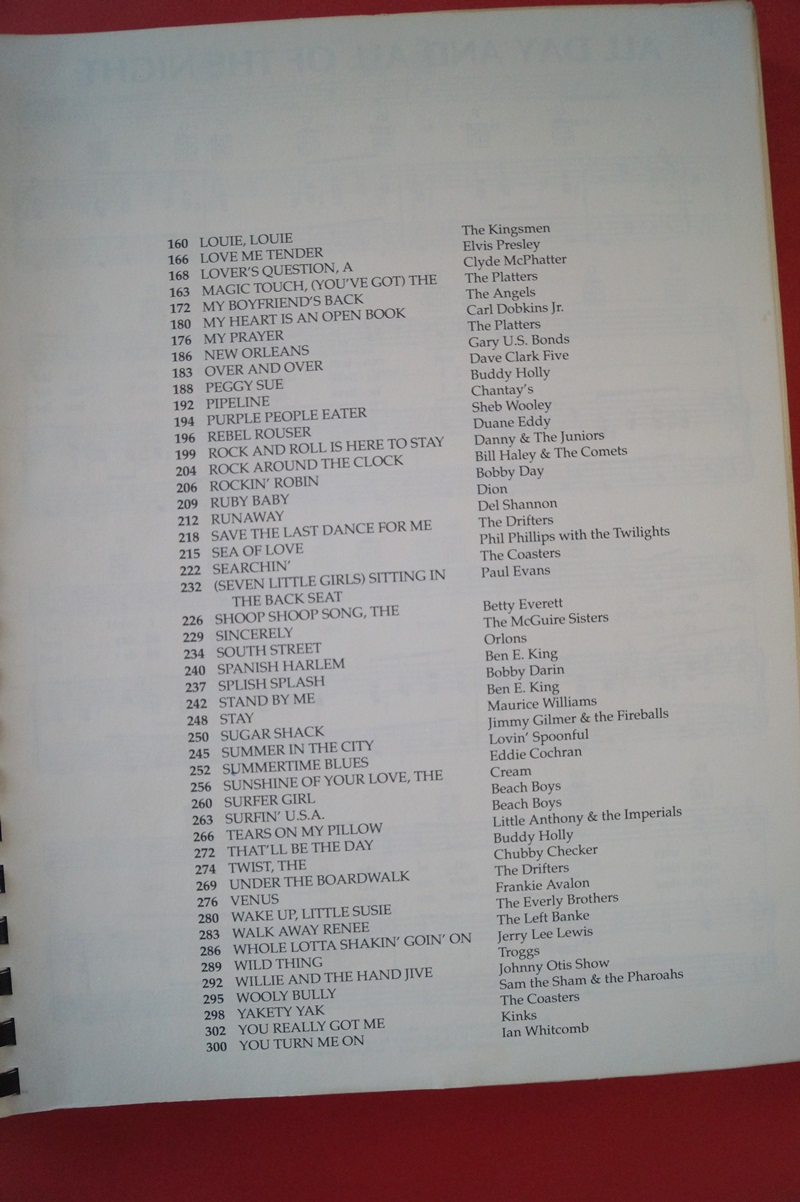 ALL DAY AND ALL OF THE NIGHT
160 LOUIE, LOUIE The Kingsmen
166 LOVE ME TENDER Elvis Presley
168 LOVER'S QUESTION, A Clyde McPhatter
163 MAGIC TOUCH, (YOU'VE GOT) THE The Platters
172 MY BOYFRIEND'S BACK The Angels
180 MY HEART IS AN OPEN BOOK Carl Dobkins Jr.
176 MY PRAYER The Platters
186 NEW ORLEANS Gary U.S. Bonds
183 OVER AND OVER Dave Clark Five
188 PEGGY SUE Buddy Holly
192 PIPELINE Chantay's
194 PURPLE PEOPLE EATER Sheb Wooley
196 REBEL ROUSER Duane Eddy
199 ROCK AND ROLL IS HERE TO STAY Danny & The Juniors
204 ROCK AROUND THE CLOCK Bill Haley & The Comets
206 ROCKIN' ROBIN Bobby Day
209 RUBY BABY Dion
212 RUNAWAY Del Shannon
218 SAVE THE LAST DANCE FOR ME The Drifters
215 SEA OF LOVE Phil Phillips with the Twilights
222 SEARCHIN' The Coasters
232 (SEVEN LITTLE GIRLS) SITTING IN Paul Evans
THE BACK SEAT
226 SHOOP SHOOP SONG, THE Betty Everett
229 SINCERELY The McGuire Sisters
234 SOUTH STREET Orlons
240 SPANISH HARLEM Ben E. King
237 SPLISH SPLASH Bobby Darin
242 STAND BY ME Ben E. King
248 STAY Maurice Williams
250 SUGAR SHACK Jimmy Gilmer & the Fireballs
245 SUMMER IN THE CITY Lovin' Spoonful
252 SUMMERTIME BLUES Eddie Cochran
256 SUNSHINE OF YOUR LOVE, THE Cream
260 SURFER GIRL Beach Boys
263 SURFIN' U.S.A. Beach Boys
266 TEARS ON MY PILLOW Little Anthony & the Imperials
272 THAT'LL BE THE DAY Buddy Holly
274 TWIST, THE Chubby Checker
269 UNDER THE BOARDWALK The Drifters
276 VENUS Frankie Avalon
280 WAKE UP, LITTLE SUSIE The Everly Brothers
283 WALK AWAY RENEE The Left Banke
286 WHOLE LOTTA SHAKIN' GOIN' ON Jerry Lee Lewis
289 WILD THING Troggs
292 WILLIE AND THE HAND JIVE Johnny Otis Show
295 WOOLY BULLY Sam the Sham & the Pharoahs
298 YAKETY YAK The Coasters
302 YOU REALLY GOT ME Kinks
300 YOU TURN ME ON Ian Whitcomb